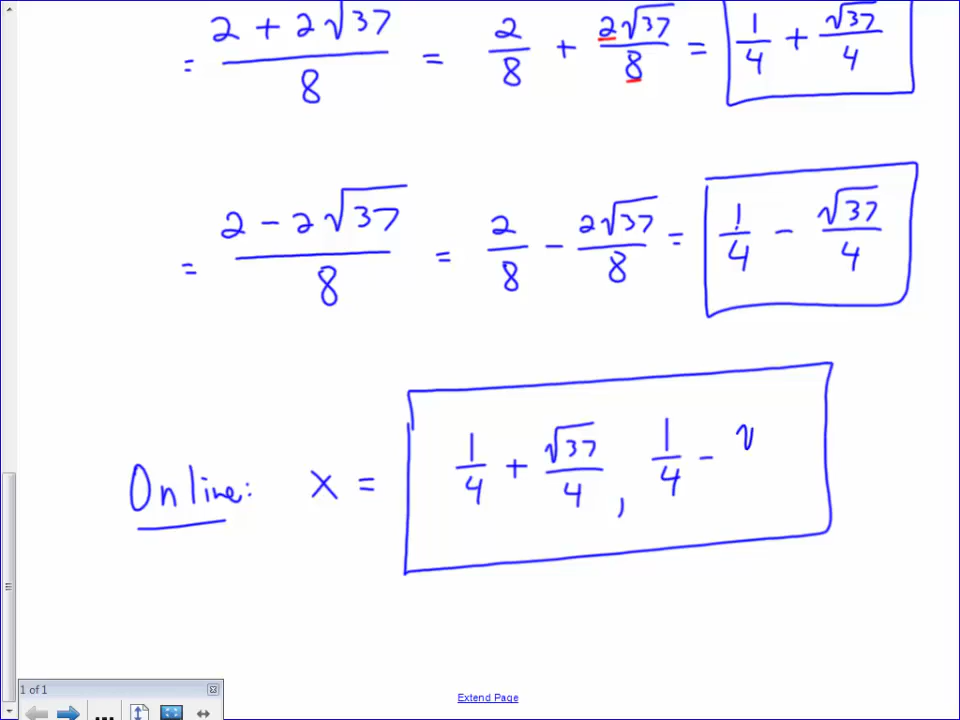 = (2 + 2√37)/8 = 2/8 + 2√37/8 = 1/4 + √37/4
= (2 - 2√37)/8 = 2/8 - 2√37/8 = 1/4 - √37/4
Online: x = 1/4 + √37/4 , 1/4 - √
1 of 1
Extend Page